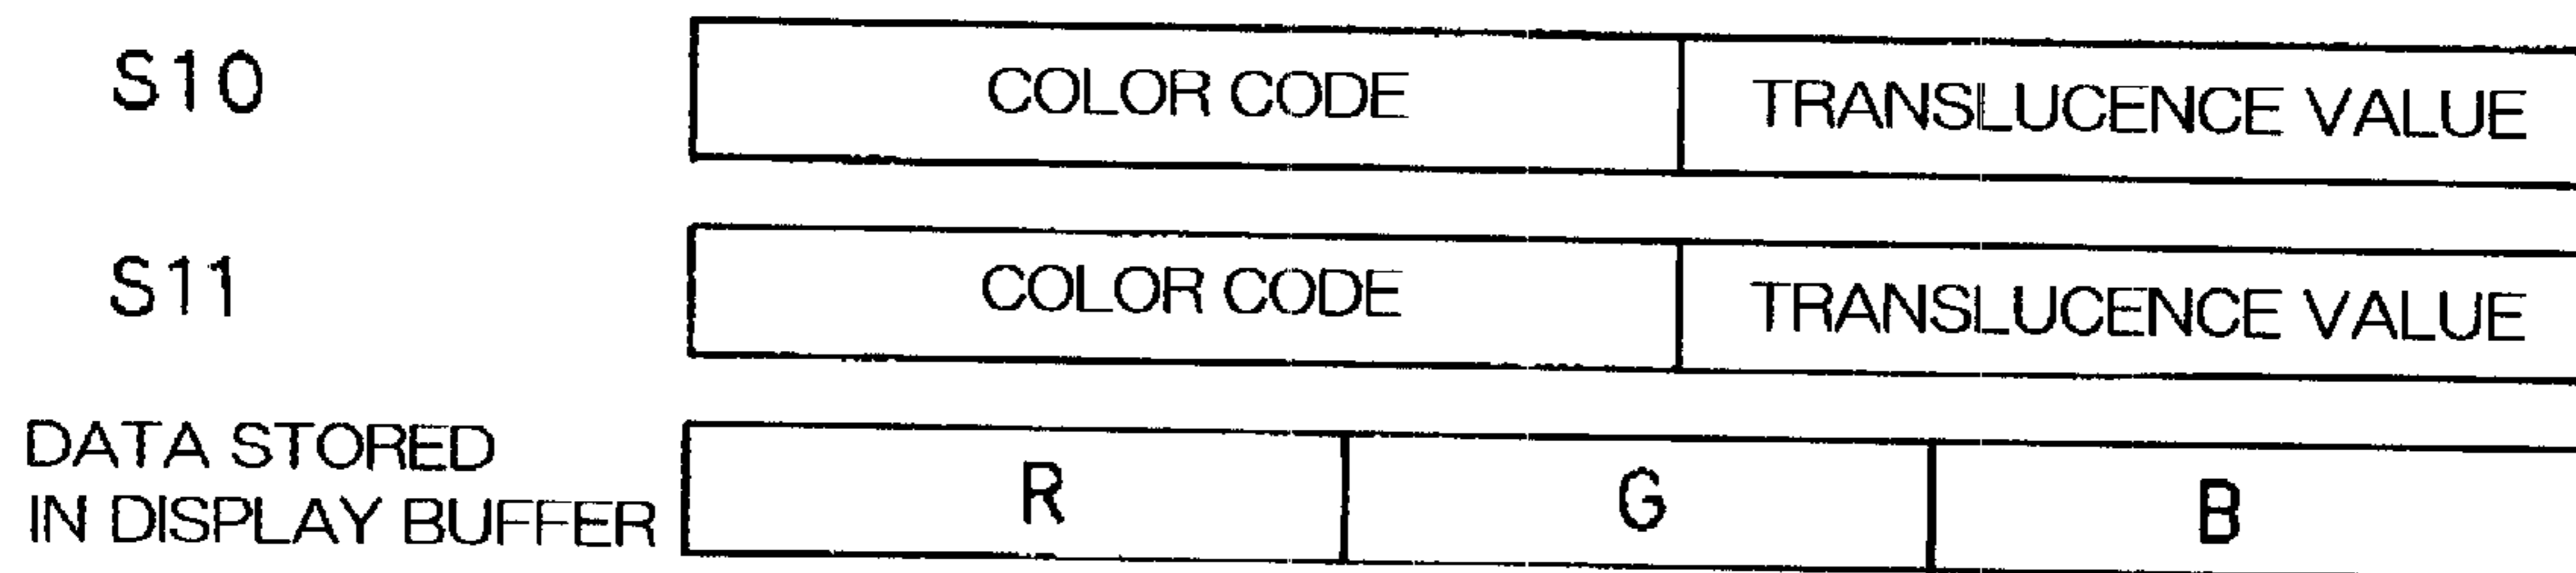 S10 COLOR CODE TRANSLUCENCE VALUE
S11 COLOR CODE TRANSLUCENCE VALUE
DATA STORED
IN DISPLAY BUFFER R G B